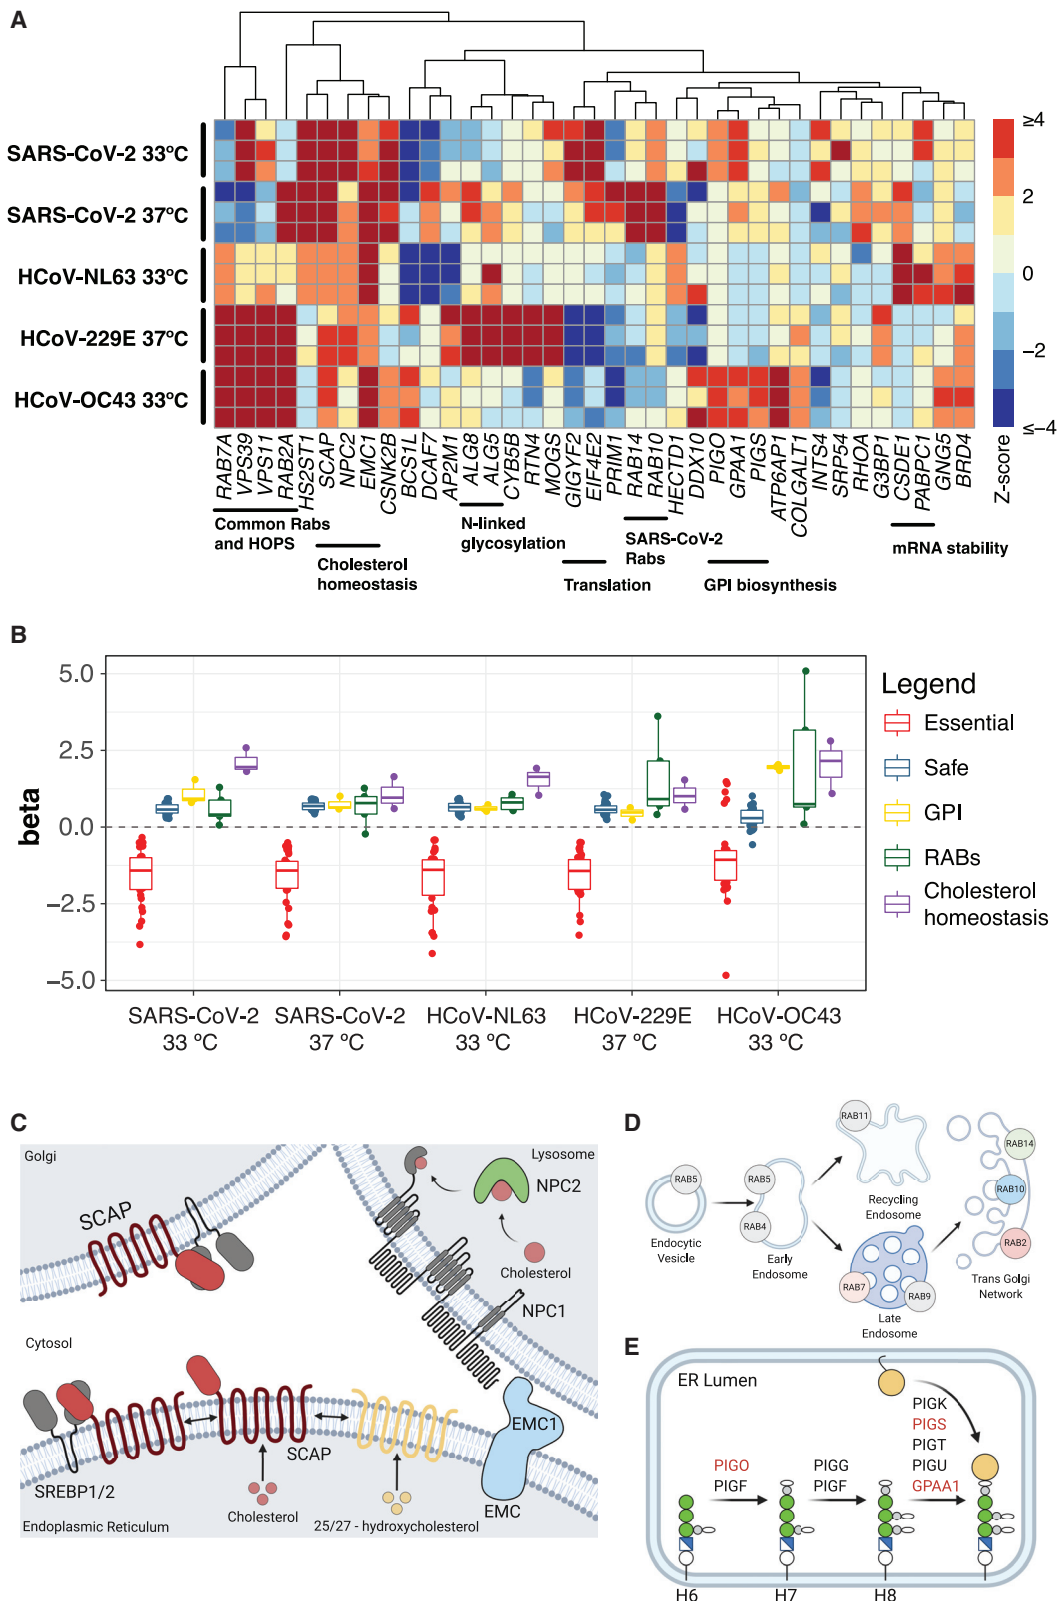 A
SARS-CoV-2 33°C
SARS-CoV-2 37°C
HCoV-NL63 33°C
HCoV-229E 37°C
HCoV-OC43 33°C
≥4
2
0
−2
≤-4
Z-score
RAB7A
VPS39
VPS11
RAB2A
HS2ST1
SCAP
NPC2
EMC1
CSNK2B
BCS1L
DCAF7
AP2M1
ALG8
ALG5
CYB5B
RTN4
MOGS
GIGYF2
EIF4E2
PRIM1
RAB14
RAB10
HECTD1
DDX10
PIGO
GPAA1
PIGS
ATP6AP1
COLGALT1
INTS4
SRP54
RHOA
G3BP1
CSDE1
PABPC1
GNG5
BRD4
Common Rabs
and HOPS
Cholesterol
homeostasis
N-linked
glycosylation
Translation
SARS-CoV-2
Rabs
GPI biosynthesis
mRNA stability
B
beta
5.0
2.5
0.0
−2.5
−5.0
SARS-CoV-2
33 ºC
SARS-CoV-2
37 ºC
HCoV-NL63
33 ºC
HCoV-229E
37 ºC
HCoV-OC43
33 ºC
Legend
Essential
Safe
GPI
RABs
Cholesterol
homeostasis
C
Golgi
SCAP
Lysosome
NPC2
Cholesterol
NPC1
Cytosol
EMC1
SCAP
SREBP1/2
EMC
Cholesterol
25/27 - hydroxycholesterol
Endoplasmic Reticulum
D
RAB11
RAB5
RAB5
RAB4
RAB14
RAB10
RAB2
RAB7
RAB9
Endocytic
Vesicle
Early
Endosome
Recycling
Endosome
Late
Endosome
Trans Golgi
Network
E
ER Lumen
PIGK
PIGS
PIGT
PIGU
GPAA1
PIGO
PIGF
PIGG
PIGF
H6
H7
H8